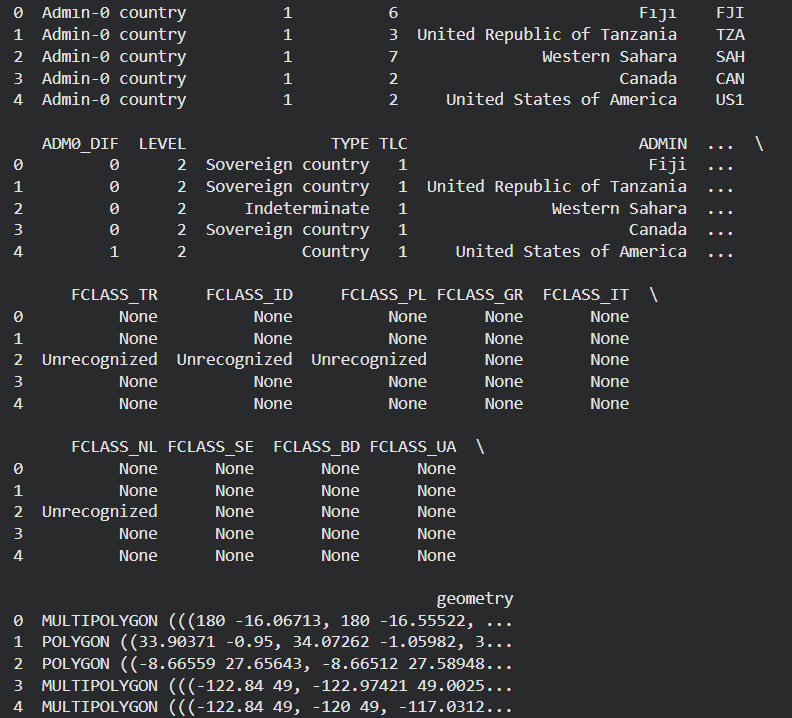 0 Admin-0 country 1 6 Fiji FJI
1 Admin-0 country 1 3 United Republic of Tanzania TZA
2 Admin-0 country 1 7 Western Sahara SAH
3 Admin-0 country 1 2 Canada CAN
4 Admin-0 country 1 2 United States of America US1
ADM0_DIF LEVEL TYPE TLC ADMIN ... \
0 0 2 Sovereign country 1 Fiji ...
1 0 2 Sovereign country 1 United Republic of Tanzania ...
2 0 2 Indeterminate 1 Western Sahara ...
3 0 2 Sovereign country 1 Canada ...
4 1 2 Country 1 United States of America ...
FCLASS_TR FCLASS_ID FCLASS_PL FCLASS_GR FCLASS_IT \
0 None None None None None
1 None None None None None
2 Unrecognized Unrecognized Unrecognized None None
3 None None None None None
4 None None None None None
FCLASS_NL FCLASS_SE FCLASS_BD FCLASS_UA \
0 None None None None
1 None None None None
2 Unrecognized None None None
3 None None None None
4 None None None None
geometry
0 MULTIPOLYGON (((180 -16.06713, 180 -16.55522, ...
1 POLYGON ((33.90371 -0.95, 34.07262 -1.05982, 3...
2 POLYGON ((-8.66559 27.65643, -8.66512 27.58948...
3 MULTIPOLYGON (((-122.84 49, -122.97421 49.0025...
4 MULTIPOLYGON (((-122.84 49, -120 49, -117.0312...